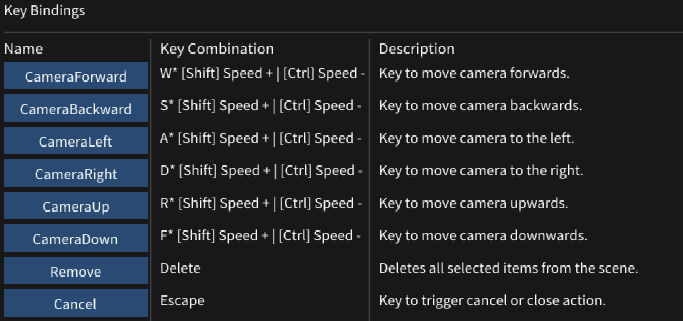 Key Bindings
Name Key Combination Description
CameraForward W* [Shift] Speed + | [Ctrl] Speed - Key to move camera forwards.
CameraBackward S* [Shift] Speed + | [Ctrl] Speed - Key to move camera backwards.
CameraLeft A* [Shift] Speed + | [Ctrl] Speed - Key to move camera to the left.
CameraRight D* [Shift] Speed + | [Ctrl] Speed - Key to move camera to the right.
CameraUp R* [Shift] Speed + | [Ctrl] Speed - Key to move camera upwards.
CameraDown F* [Shift] Speed + | [Ctrl] Speed - Key to move camera downwards.
Remove Delete Deletes all selected items from the scene.
Cancel Escape Key to trigger cancel or close action.